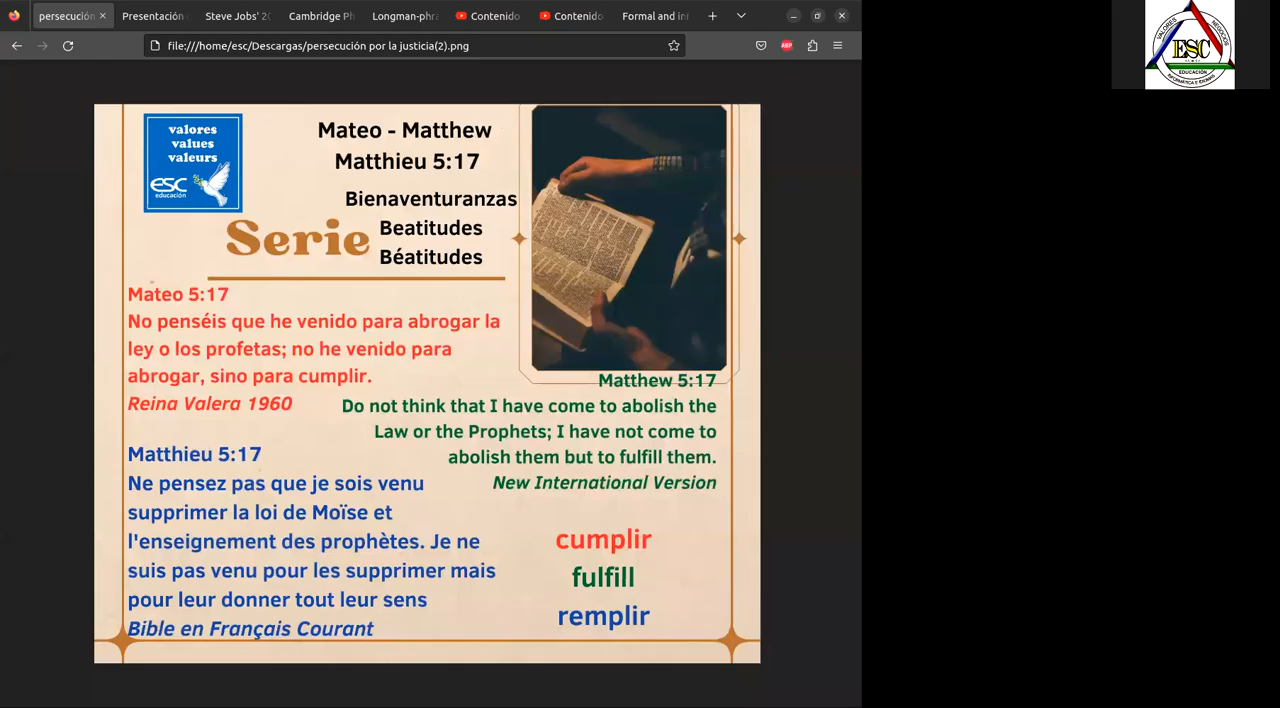 persecución
Presentación
Steve Jobs' 20
Cambridge Ph
Longman-phra
Contenido
Contenido
Formal and in
file:///home/esc/Descargas/persecución por la justicia(2).png
ABP
VALORES
NEGOCIOS
ESC
EDUCACIÓN
INFORMÁTICA E IDIOMAS
valores
values
valeurs
esc
educación
Mateo - Matthew
Matthieu 5:17
Bienaventuranzas
Serie
Beatitudes
Béatitudes
Mateo 5:17
No penséis que he venido para abrogar la
ley o los profetas; no he venido para
abrogar, sino para cumplir.
Reina Valera 1960
Matthew 5:17
Do not think that I have come to abolish the
Law or the Prophets; I have not come to
abolish them but to fulfill them.
New International Version
Matthieu 5:17
Ne pensez pas que je sois venu
supprimer la loi de Moïse et
l'enseignement des prophètes. Je ne
suis pas venu pour les supprimer mais
pour leur donner tout leur sens
Bible en Français Courant
cumplir
fulfill
remplir